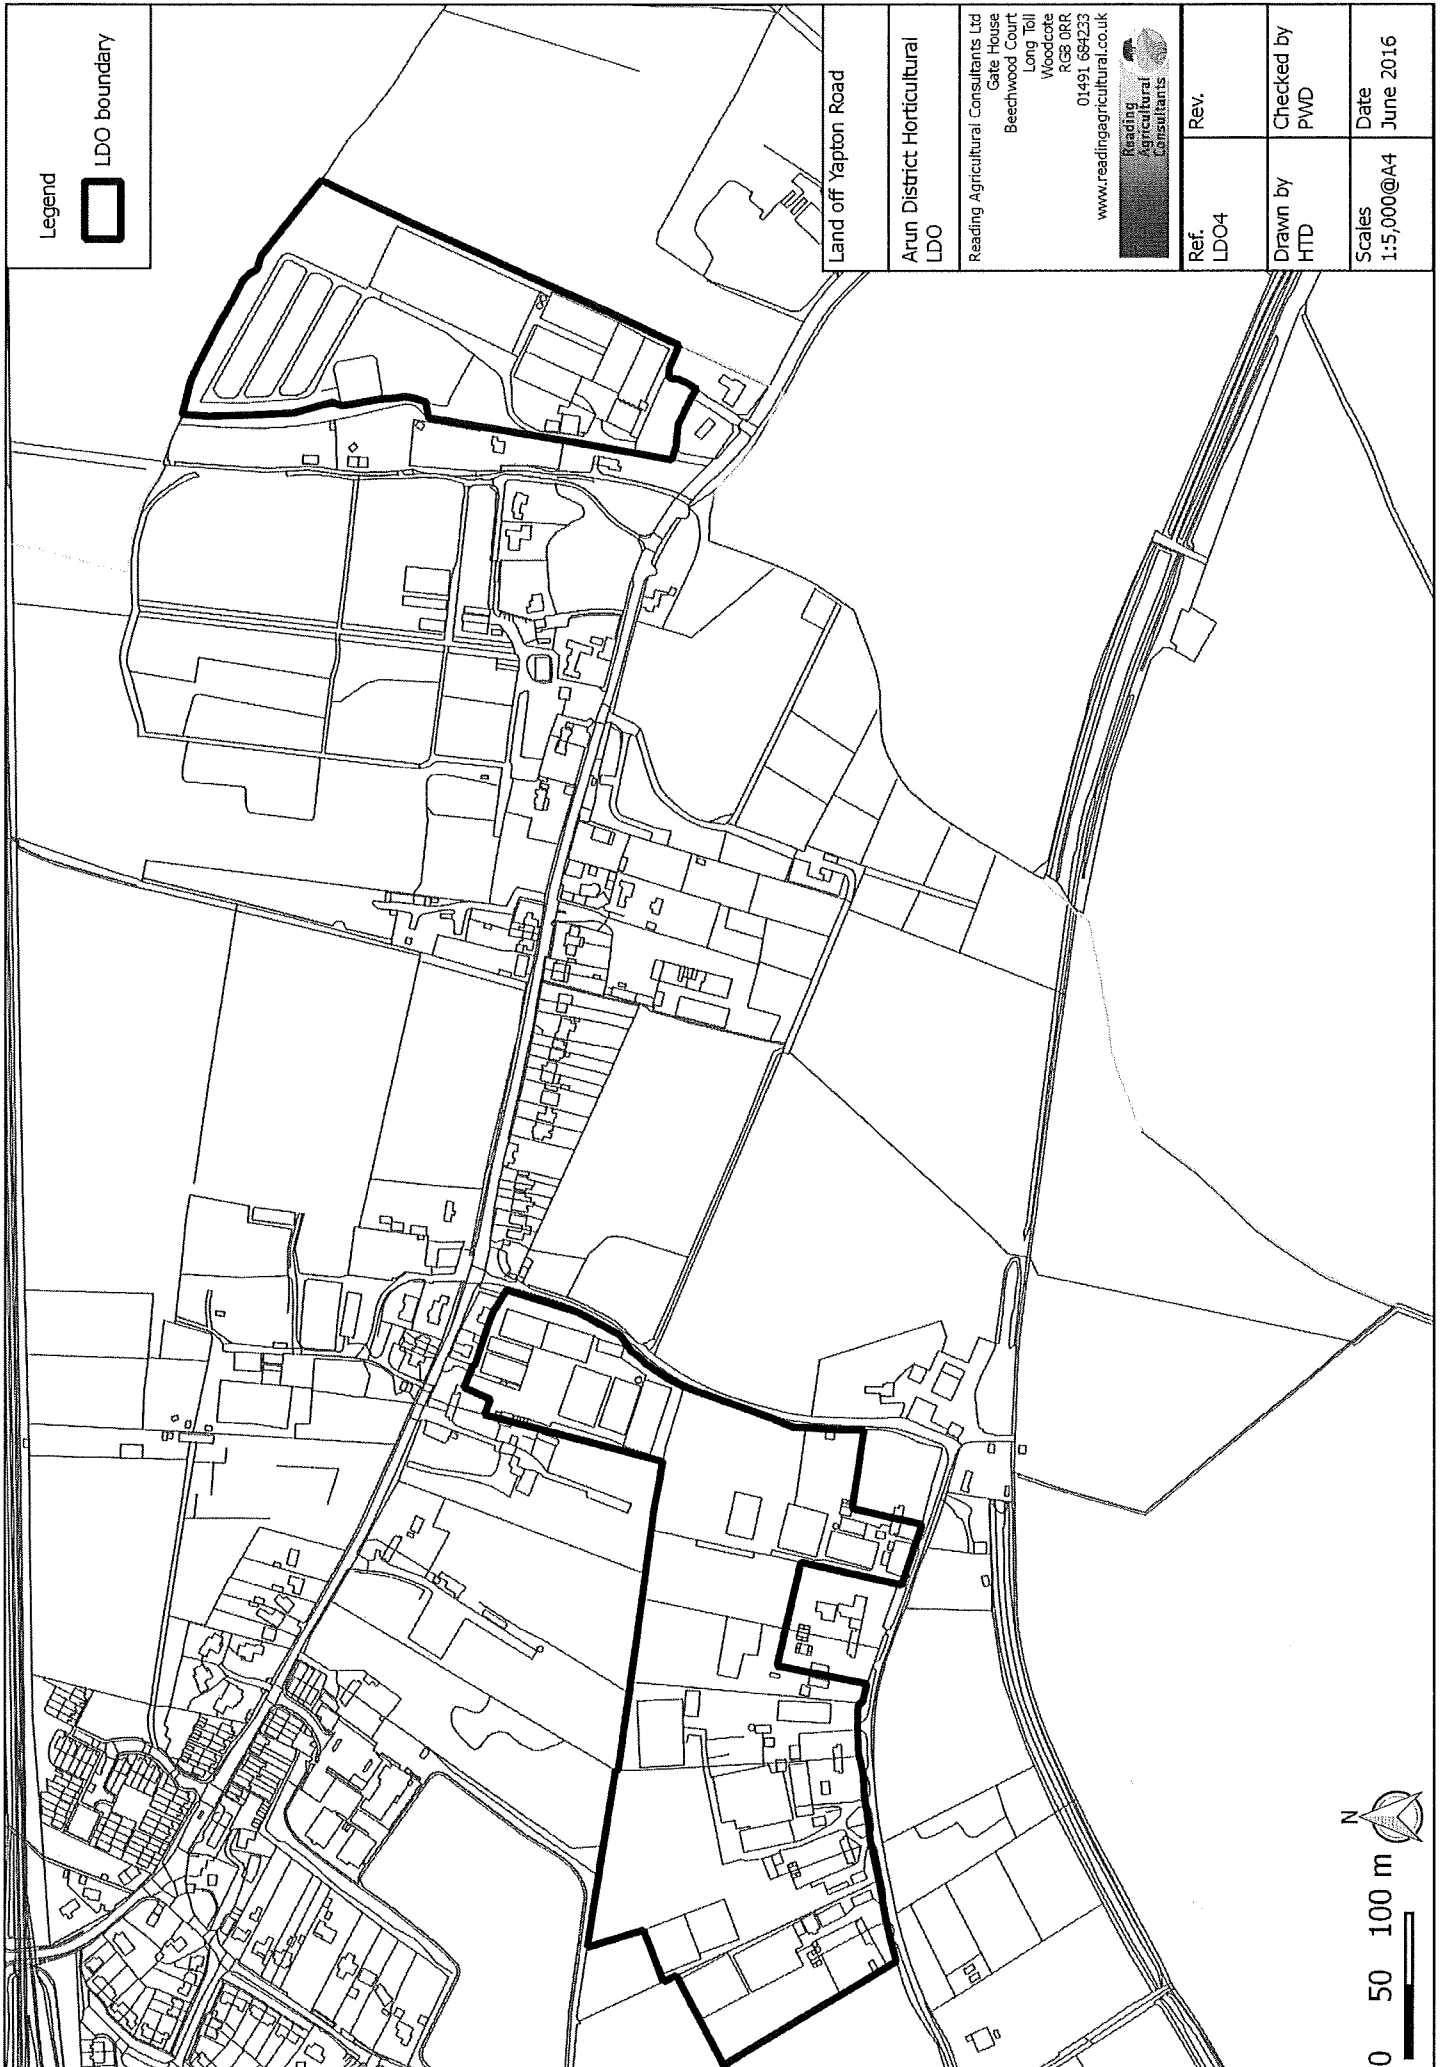 Legend
LDO boundary
Land off Yapton Road
Arun District Horticultural
LDO
Reading Agricultural Consultants Ltd
Gate House
Beechwood Court
Long Toll
Woodcote
RG8 0RR
01491 684233
www.readingagricultural.co.uk
Reading
Agricultural
Consultants
Ref.
LDO4
Rev.
Drawn by
HTD
Checked by
PWD
Scales
1:5,000@A4
Date
June 2016
N
0 50 100 m